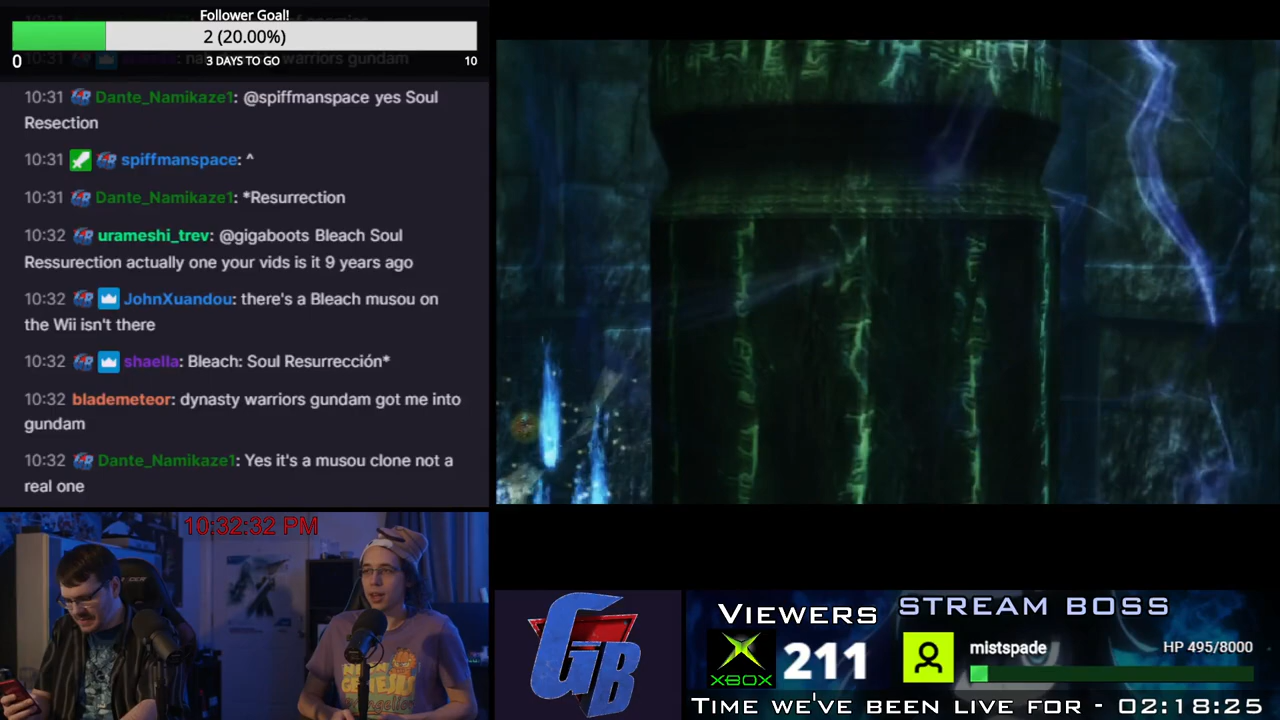 Follower Goal!
2 (20.00%)
0
3 DAYS TO GO
10
warriors gundam
10:31 Dante_Namikaze1: @spiffmanspace yes Soul
Resection
10:31 spiffmanspace: ^
10:31 Dante_Namikaze1: *Resurrection
10:32 urameshi_trev: @gigaboots Bleach Soul
Ressurection actually one your vids is it 9 years ago
10:32 JohnXuandou: there's a Bleach musou on
the Wii isn't there
10:32 shaella: Bleach: Soul Resurrección*
10:32 blademeteor: dynasty warriors gundam got me into
gundam
10:32 Dante_Namikaze1: Yes it's a musou clone not a
real one
10:32:32 PM
GB
VIEWERS
XBOX
211
STREAM BOSS
mistspade
HP 495/8000
TIME WE'VE BEEN LIVE FOR - 02:18:25